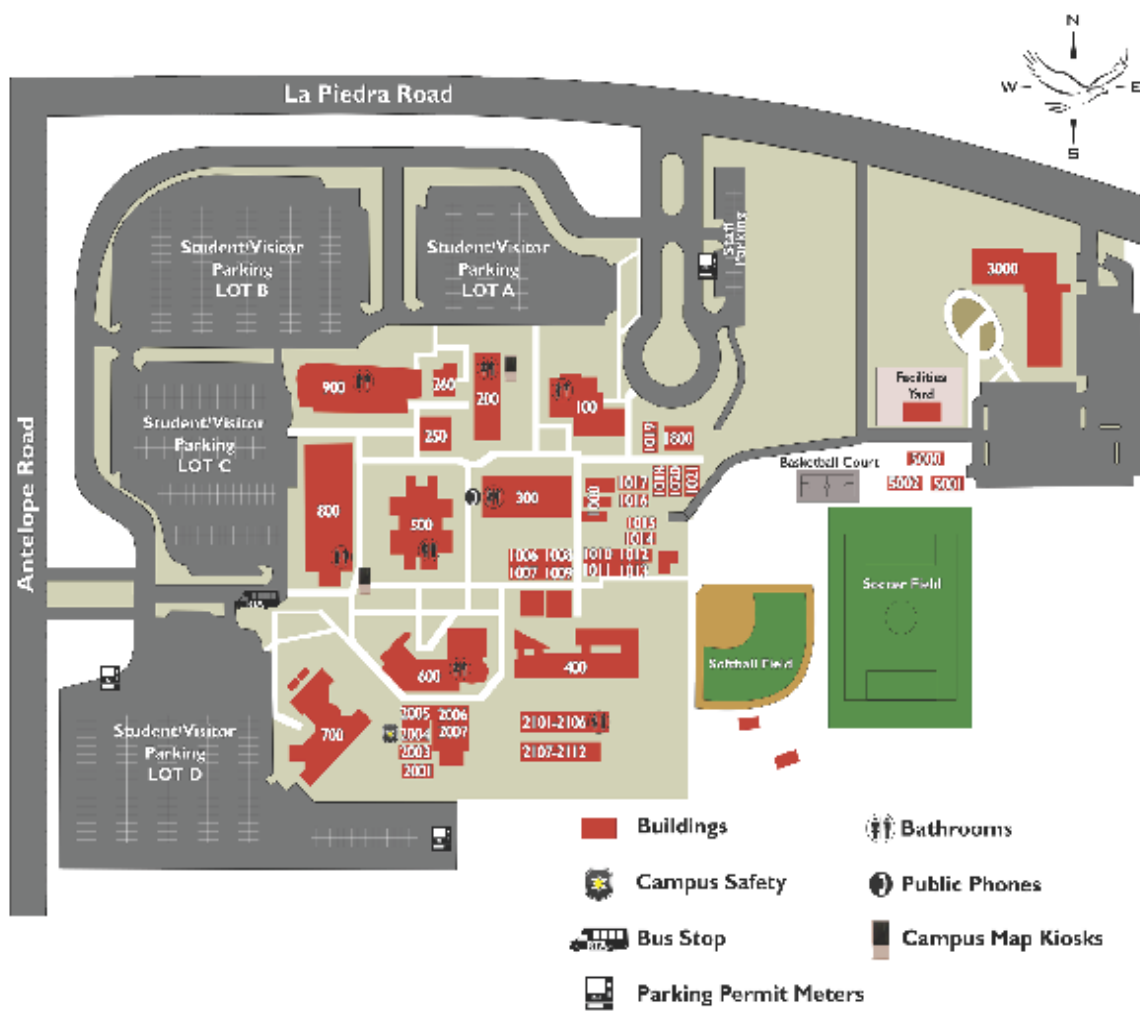 N
W
E
S
La Piedra Road
Antelope Road
Student/Visitor
Parking
LOT B
Student/Visitor
Parking
LOT A
Staff
Parking
3000
Facilities
Yard
900
260
200
100
250
1019
1800
Student/Visitor
Parking
LOT C
Basketball Court
5000
5002
5001
800
500
300
1017
1016
1021
1015
1014
1006
1008
1010
1012
1007
1009
1011
1013
Soccer Field
Softball Field
600
400
700
2005
2006
2004
2007
2003
2001
2101-2106
2107-2112
Student/Visitor
Parking
LOT D
Buildings
Bathrooms
Campus Safety
Public Phones
RTA
Bus Stop
Campus Map Kiosks
Parking Permit Meters